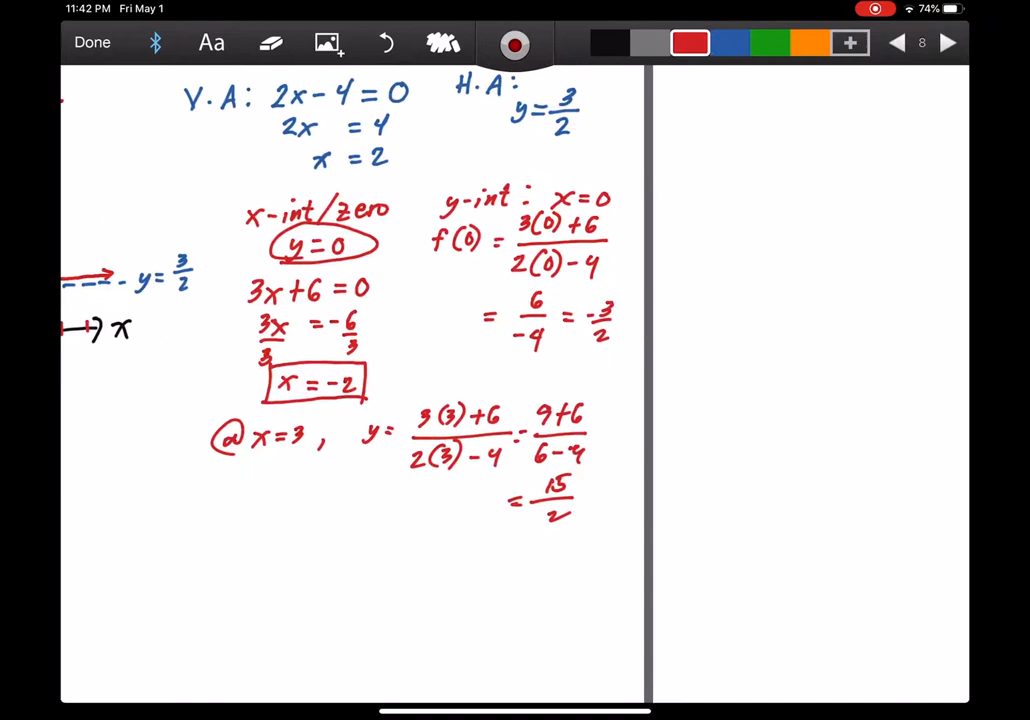 11:42 PM Fri May 1
74%
Done
Aa
8
V.A: 2x-4=0
2x =4
x =2
H.A:
y=3/2
x-int/zero
y=0
3x+6=0
3x/3 =-6/3
x =-2
y-int: x=0
f(0) = 3(0)+6/2(0)-4
= 6/-4 = -3/2
y=3/2
x
@ x=3, y= 3(3)+6/2(3)-4 = 9+6/6-4
= 15/2